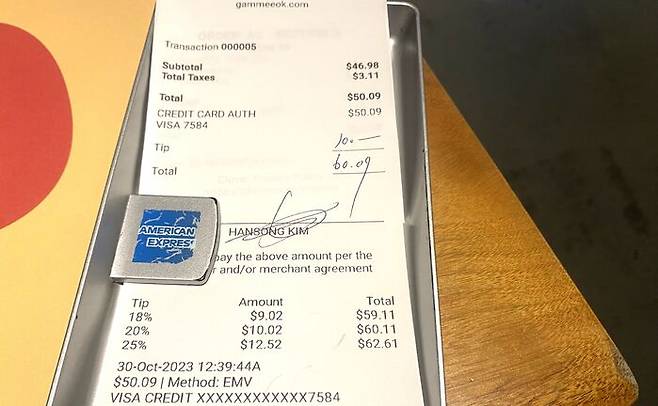 gammeeok.com
Transaction 000005
Subtotal $46.98
Total Taxes $3.11
Total $50.09
CREDIT CARD AUTH $50.09
VISA 7584
Tip 10.0—
Total 60.09
HANSONG KIM
AMERICAN
EXPRES
pay the above amount per the
r and/or merchant agreement
Tip Amount Total
18% $9.02 $59.11
20% $10.02 $60.11
25% $12.52 $62.61
30-Oct-2023 12:39:44A
$50.09 | Method: EMV
VISA CREDIT XXXXXXXXXXXX7584